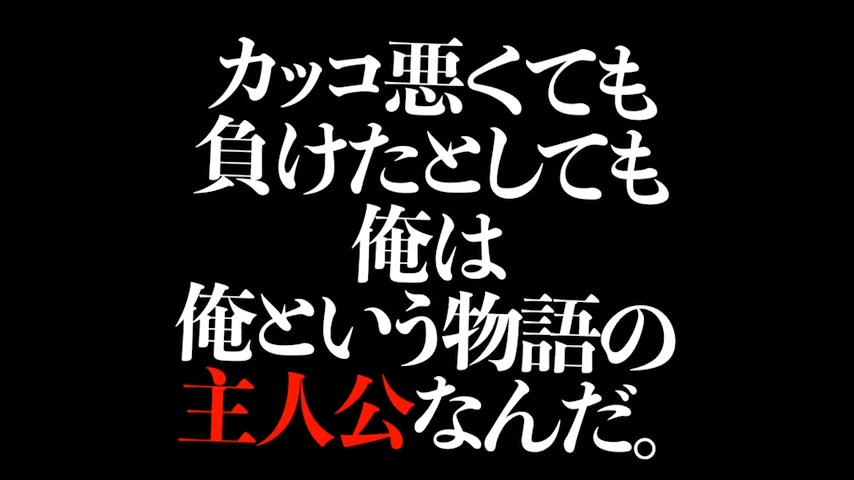 カッコ悪くても
負けたとしても
俺は
俺という物語の
主人公なんだ。